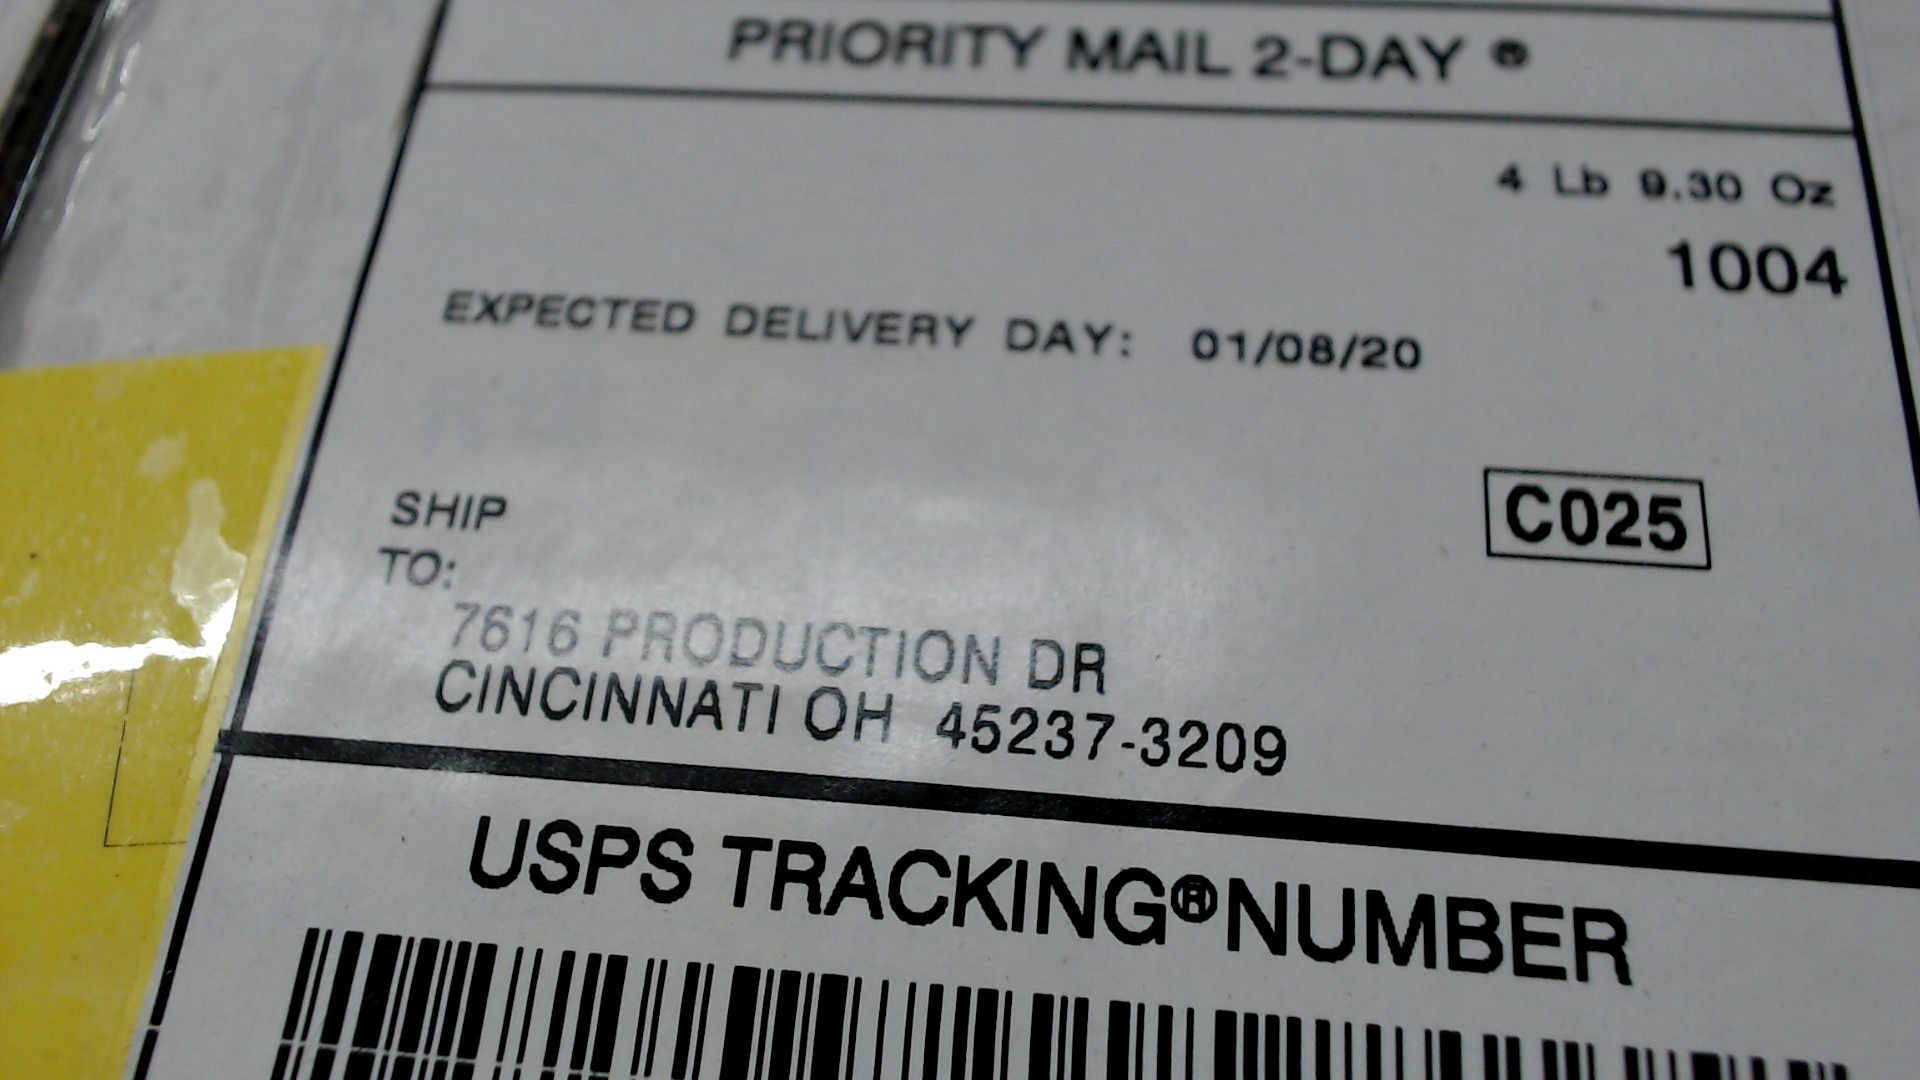 PRIORITY MAIL 2-DAY ®
4 Lb 9.30 Oz
1004
EXPECTED DELIVERY DAY: 01/08/20
C025
SHIP
TO:
7616 PRODUCTION DR
CINCINNATI OH 45237-3209
USPS TRACKING®NUMBER